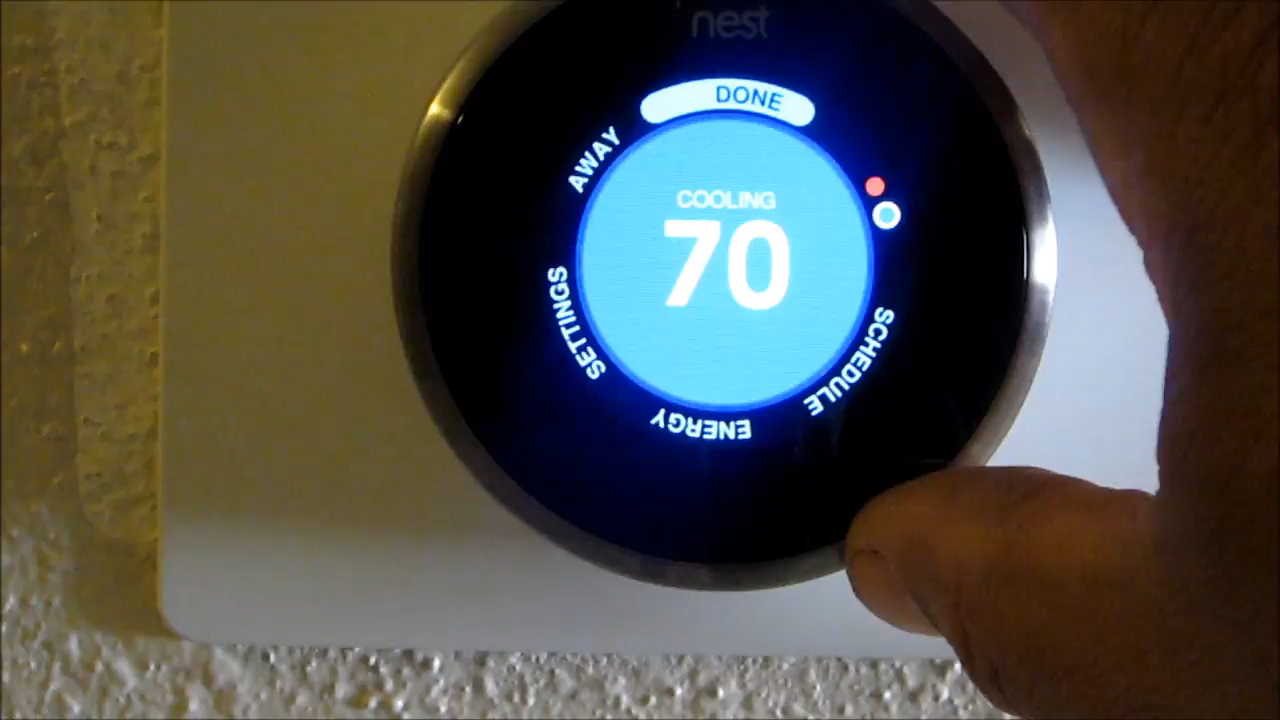 nest
DONE
AWAY
COOLING
70
SETTINGS
SCHEDULE
ENERGY